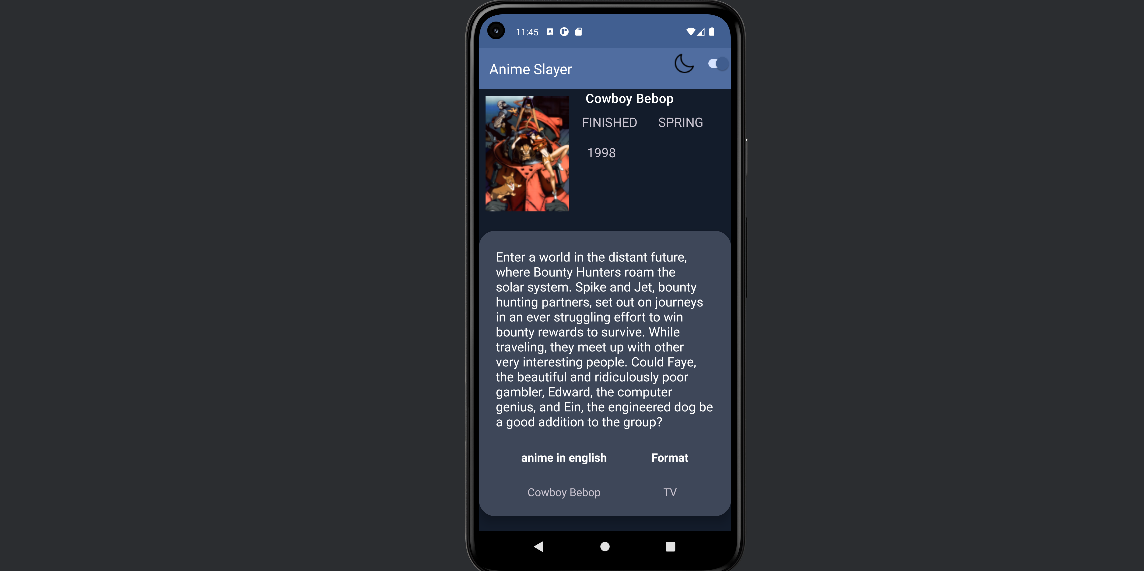 11:45
Anime Slayer
Cowboy Bebop
FINISHED SPRING
1998
Enter a world in the distant future,
where Bounty Hunters roam the
solar system. Spike and Jet, bounty
hunting partners, set out on journeys
in an ever struggling effort to win
bounty rewards to survive. While
traveling, they meet up with other
very interesting people. Could Faye,
the beautiful and ridiculously poor
gambler, Edward, the computer
genius, and Ein, the engineered dog be
a good addition to the group?
anime in english Format
Cowboy Bebop TV